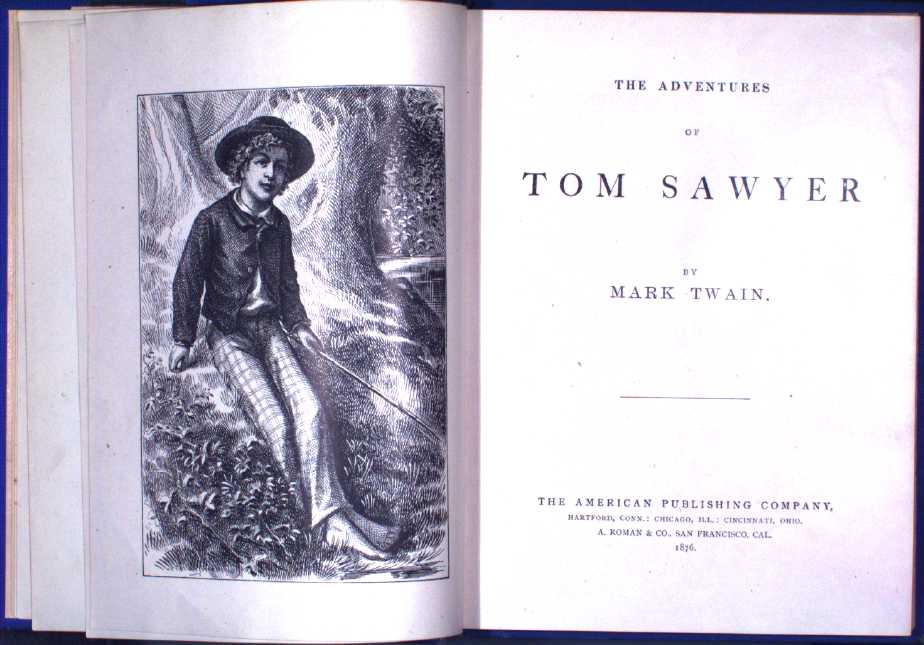 THE ADVENTURES
OF
TOM SAWYER
BY
MARK TWAIN.
THE AMERICAN PUBLISHING COMPANY,
HARTFORD, CONN.: CHICAGO, ILL.: CINCINNATI, OHIO.
A. ROMAN & CO., SAN FRANCISCO, CAL.
1876.